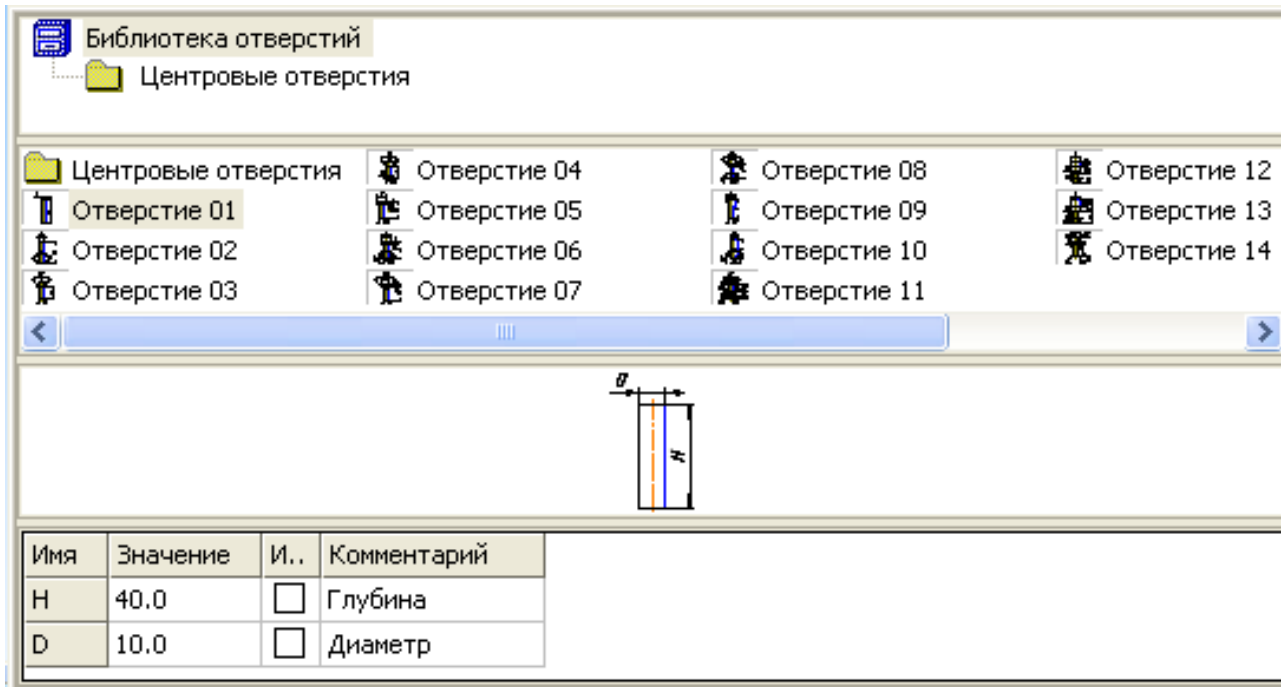 Библиотека отверстий
Центровые отверстия
Центровые отверстия Отверстие 04 Отверстие 08 Отверстие 12
Отверстие 01 Отверстие 05 Отверстие 09 Отверстие 13
Отверстие 02 Отверстие 06 Отверстие 10 Отверстие 14
Отверстие 03 Отверстие 07 Отверстие 11
D
H
Имя Значение И.. Комментарий
H 40.0 Глубина
D 10.0 Диаметр